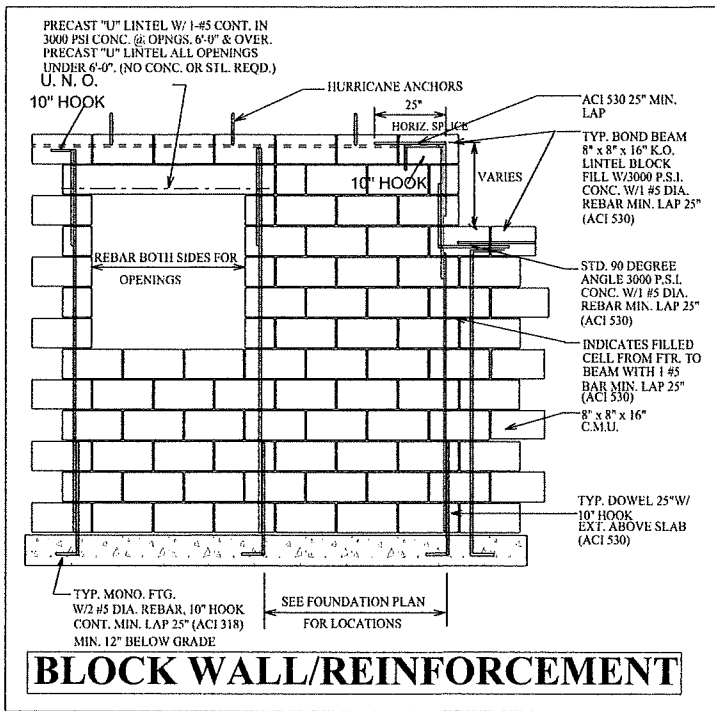 PRECAST "U" LINTEL W/ 1-#5 CONT. IN
3000 PSI CONC. @ OPNGS. 6'-0" & OVER.
PRECAST "U" LINTEL ALL OPENINGS
UNDER 6'-0". (NO CONC. OR STL. REQD.)
U. N. O.
10" HOOK
HURRICANE ANCHORS
25"
HORIZ. SPLICE
10" HOOK
VARIES
ACI 530 25" MIN.
LAP
TYP. BOND BEAM
8" x 8" x 16" K.O.
LINTEL BLOCK
FILL W/3000 P.S.I.
CONC. W/1 #5 DIA.
REBAR MIN. LAP 25"
(ACI 530)
REBAR BOTH SIDES FOR
OPENINGS
STD. 90 DEGREE
ANGLE 3000 P.S.I.
CONC. W/1 #5 DIA.
REBAR MIN. LAP 25"
(ACI 530)
INDICATES FILLED
CELL FROM FTR. TO
BEAM WITH 1 #5
BAR MIN. LAP 25"
(ACI 530)
8" x 8" x 16"
C.M.U.
TYP. DOWEL 25"W/
10" HOOK
EXT. ABOVE SLAB
(ACI 530)
TYP. MONO. FTG.
W/2 #5 DIA. REBAR, 10" HOOK
CONT. MIN. LAP 25" (ACI 318)
MIN. 12" BELOW GRADE
SEE FOUNDATION PLAN
FOR LOCATIONS
BLOCK WALL/REINFORCEMENT